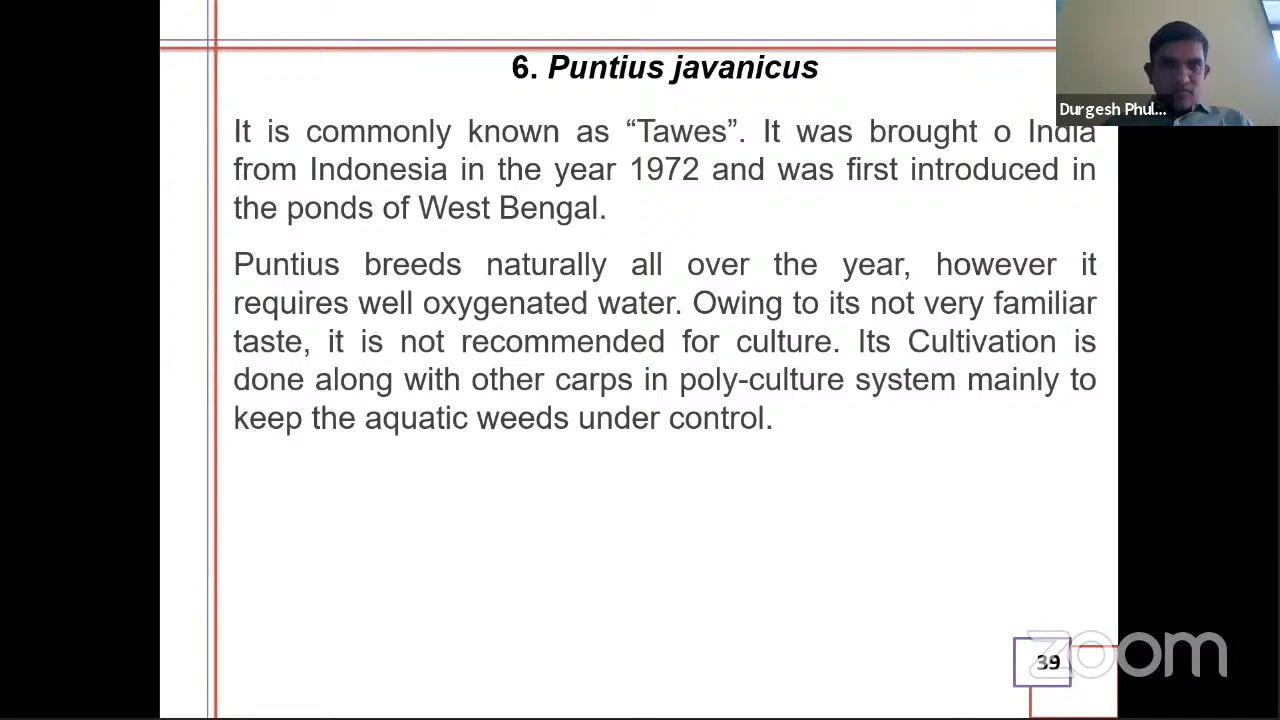 6. Puntius javanicus
Durgesh Phul...
It is commonly known as “Tawes”. It was brought o India
from Indonesia in the year 1972 and was first introduced in
the ponds of West Bengal.
Puntius breeds naturally all over the year, however it
requires well oxygenated water. Owing to its not very familiar
taste, it is not recommended for culture. Its Cultivation is
done along with other carps in poly-culture system mainly to
keep the aquatic weeds under control.
39
zoom